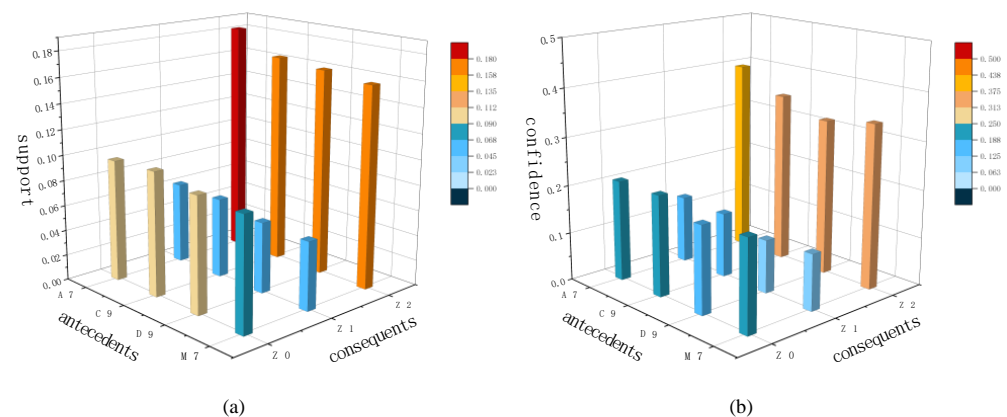 0.18
0.16
0.14
0.12
0.10
0.08
0.06
0.04
0.02
0.00
support
A 7
C 9
D 9
M 7
antecedents
Z 0
Z 1
Z 2
consequents
0.180
0.158
0.135
0.112
0.090
0.068
0.045
0.023
0.000
(a)
0.5
0.4
0.3
0.2
0.1
0.0
confidence
A 7
C 9
D 9
M 7
antecedents
Z 0
Z 1
Z 2
consequents
0.500
0.438
0.375
0.313
0.250
0.188
0.125
0.063
0.000
(b)